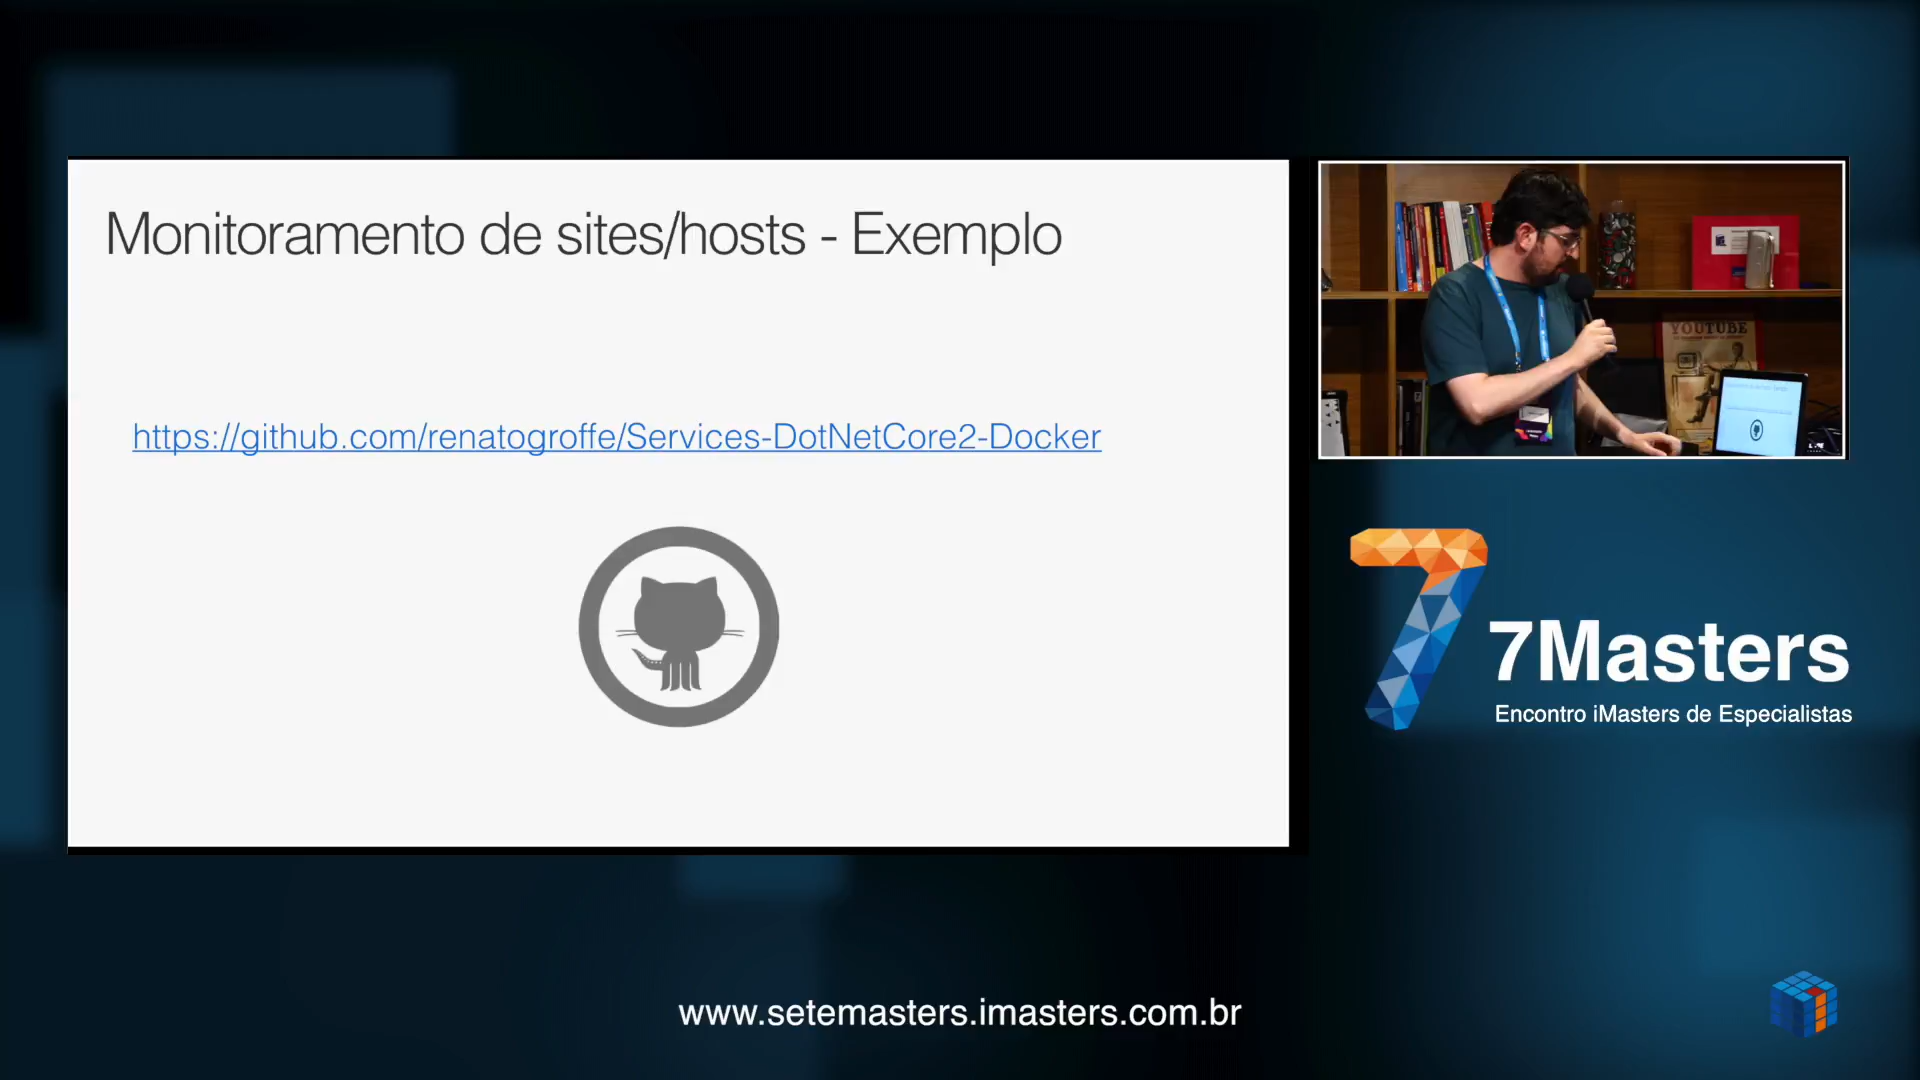 Monitoramento de sites/hosts - Exemplo
https://github.com/renatogroffe/Services-DotNetCore2-Docker
YOUTUBE
7Masters
Encontro iMasters de Especialistas
www.setemasters.imasters.com.br